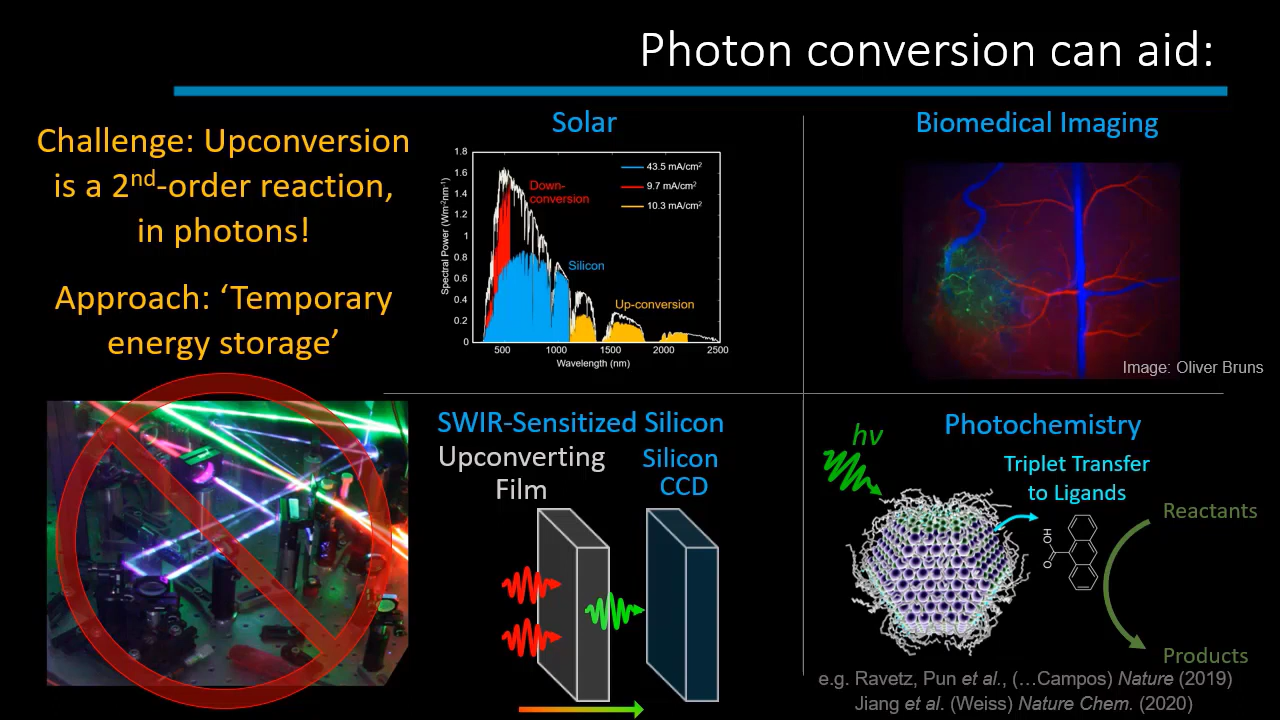 Photon conversion can aid:
Challenge: Upconversion
is a 2nd-order reaction,
in photons!
Approach: ‘Temporary
energy storage’
Solar
1.8
1.6
1.4
1.2
1
0.8
0.6
0.4
0.2
0
Spectral Power (W/m-2nm-1)
43.5 mA/cm2
9.7 mA/cm2
10.3 mA/cm2
Down-
conversion
Silicon
Up-conversion
500 1000 1500 2000 2500
Wavelength (nm)
Biomedical Imaging
Image: Oliver Bruns
SWIR-Sensitized Silicon
Upconverting
Film
Silicon
CCD
Photochemistry
hv
Triplet Transfer
to Ligands
OH
O
Reactants
Products
e.g. Ravetz, Pun et al., (…Campos) Nature (2019)
Jiang et al. (Weiss) Nature Chem. (2020)